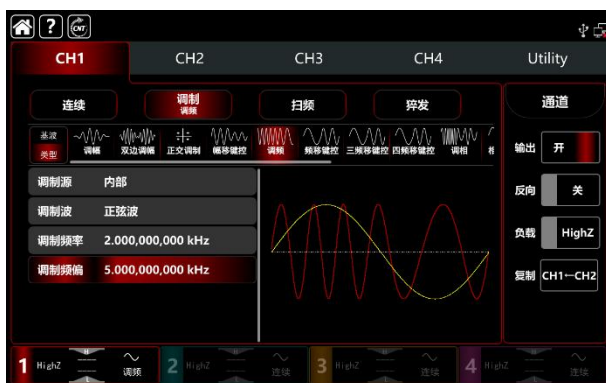 ? CNT
CH1 CH2 CH3 CH4 Utility
连续 调制 扫频 猝发 通道
调频
基波
类型 调幅 双边调幅 正交调制 幅移键控 调频 频移键控 三频移键控 四频移键控 调相
输出 开
调制源 内部
反向 关
调制波 正弦波
负载 HighZ
调制频率 2.000,000,000 kHz
调制频偏 5.000,000,000 kHz
复制 CH1←CH2
1 HighZ H L 调频 2 HighZ 连续 3 HighZ 连续 4 HighZ 连续